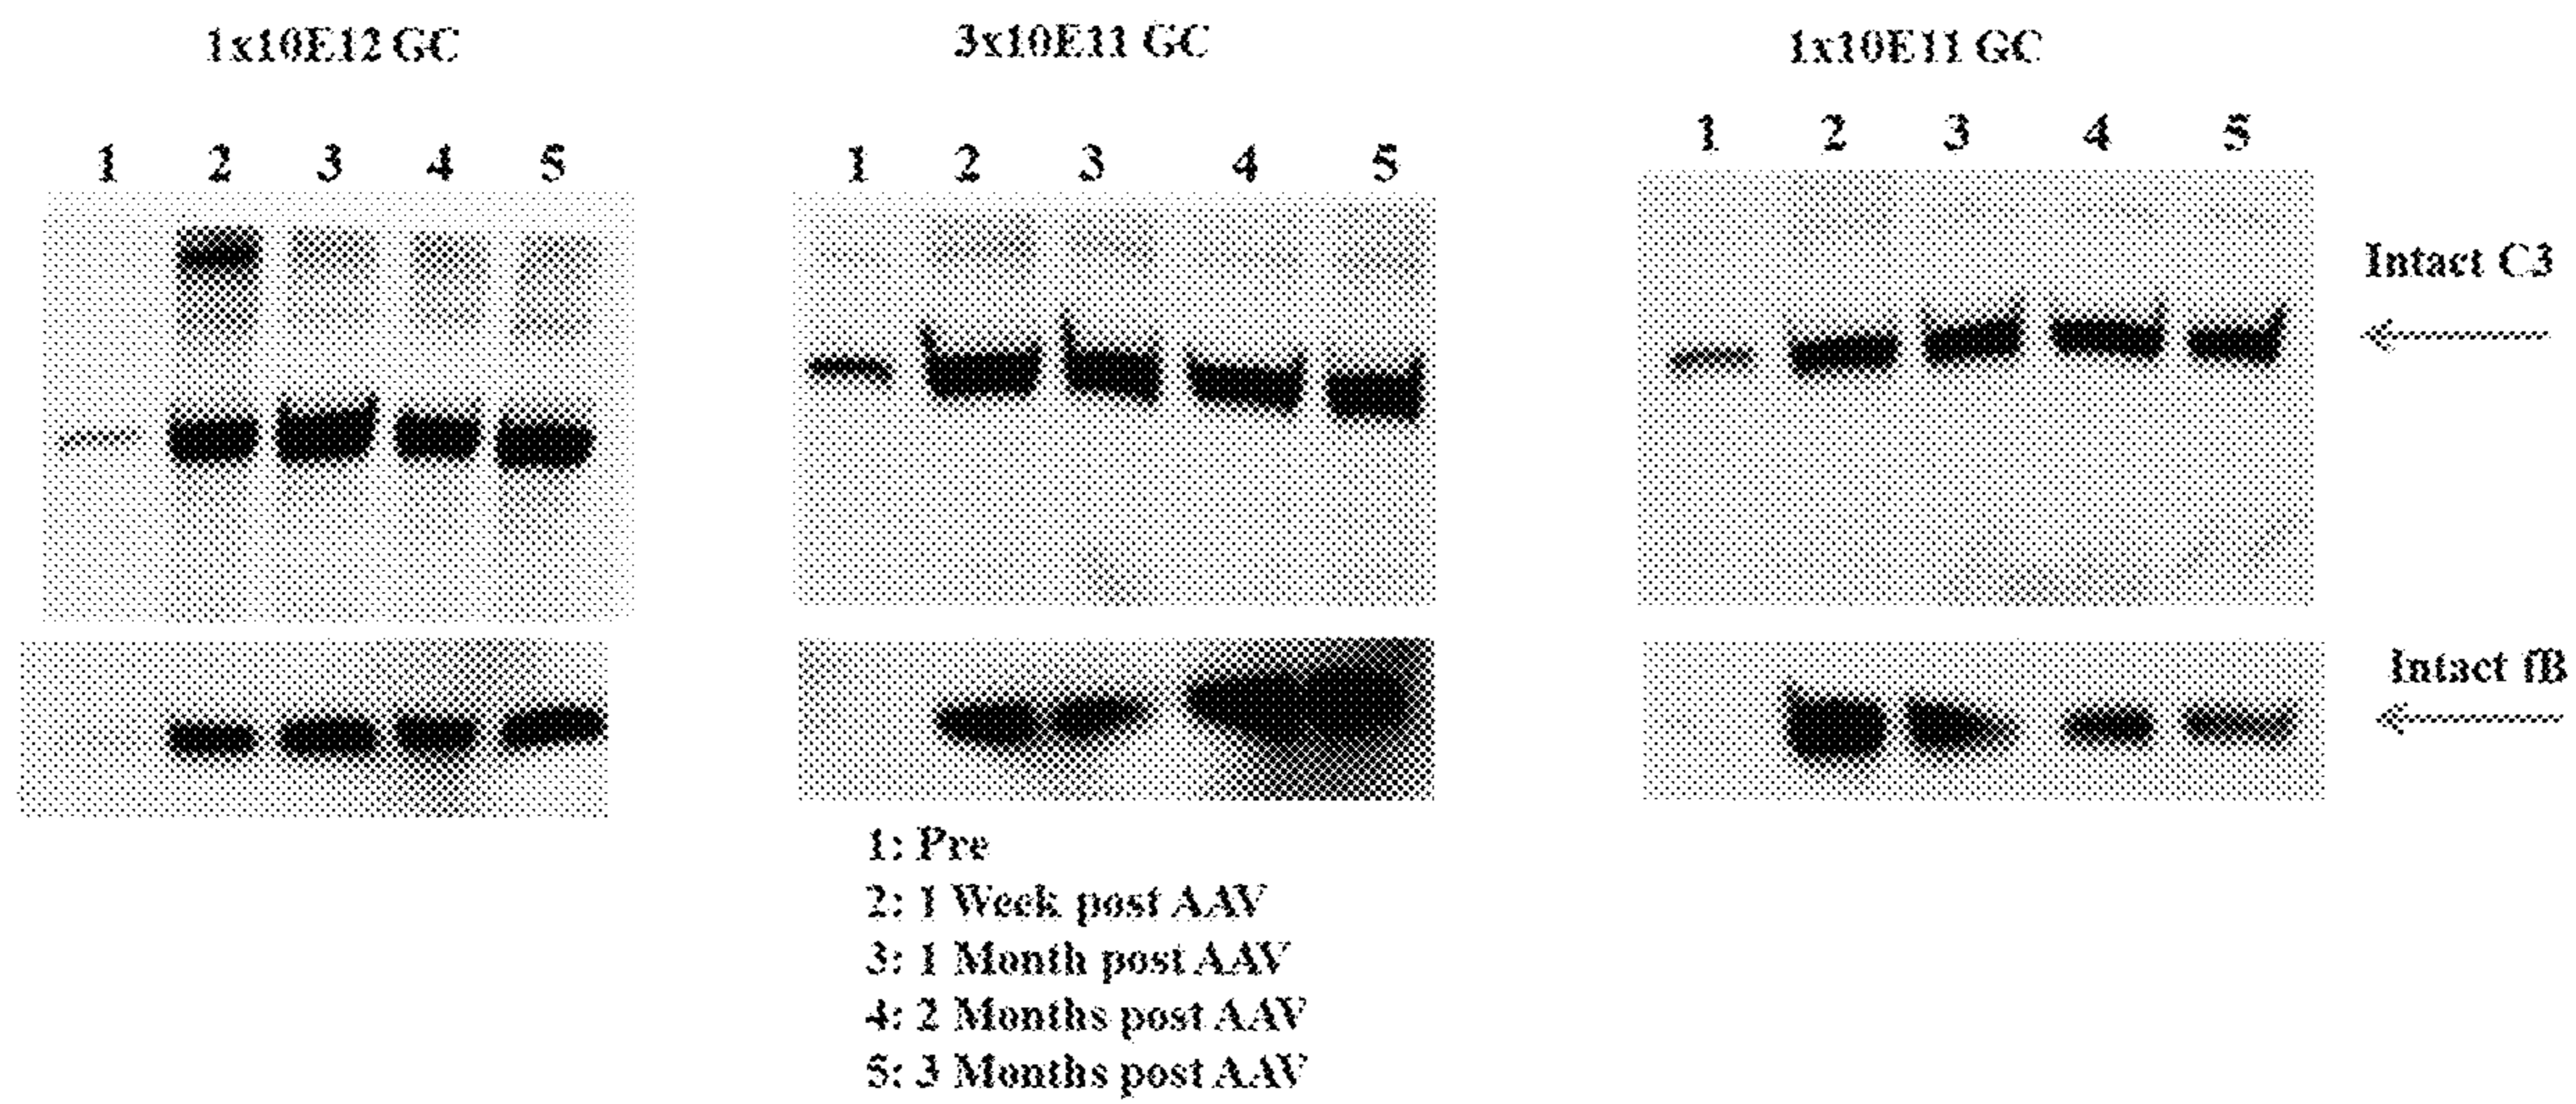 1x10E12 GC
3x10E11 GC
1x10E11 GC
1 2 3 4 5
1 2 3 4 5
1 2 3 4 5
Intact C3
Intact fB
1: Pre
2: 1 Week post AAV
3: 1 Month post AAV
4: 2 Months post AAV
5: 3 Months post AAV